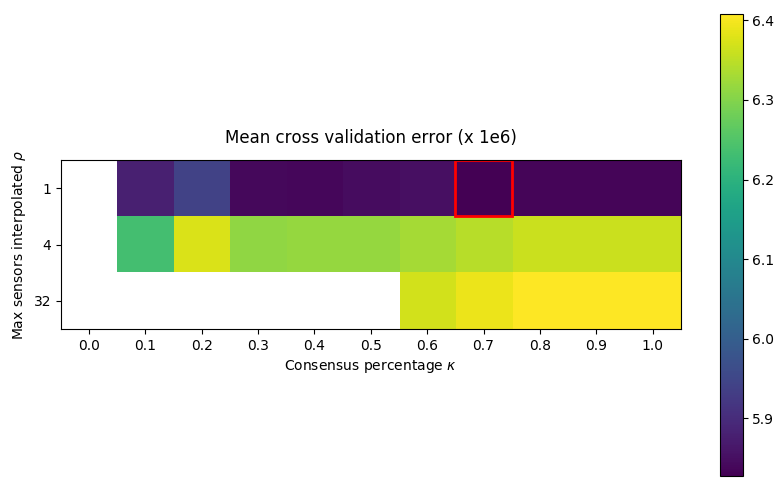 Mean cross validation error (x 1e6)
Max sensors interpolated ρ
1
4
32
0.0 0.1 0.2 0.3 0.4 0.5 0.6 0.7 0.8 0.9 1.0
Consensus percentage κ
6.4
6.3
6.2
6.1
6.0
5.9